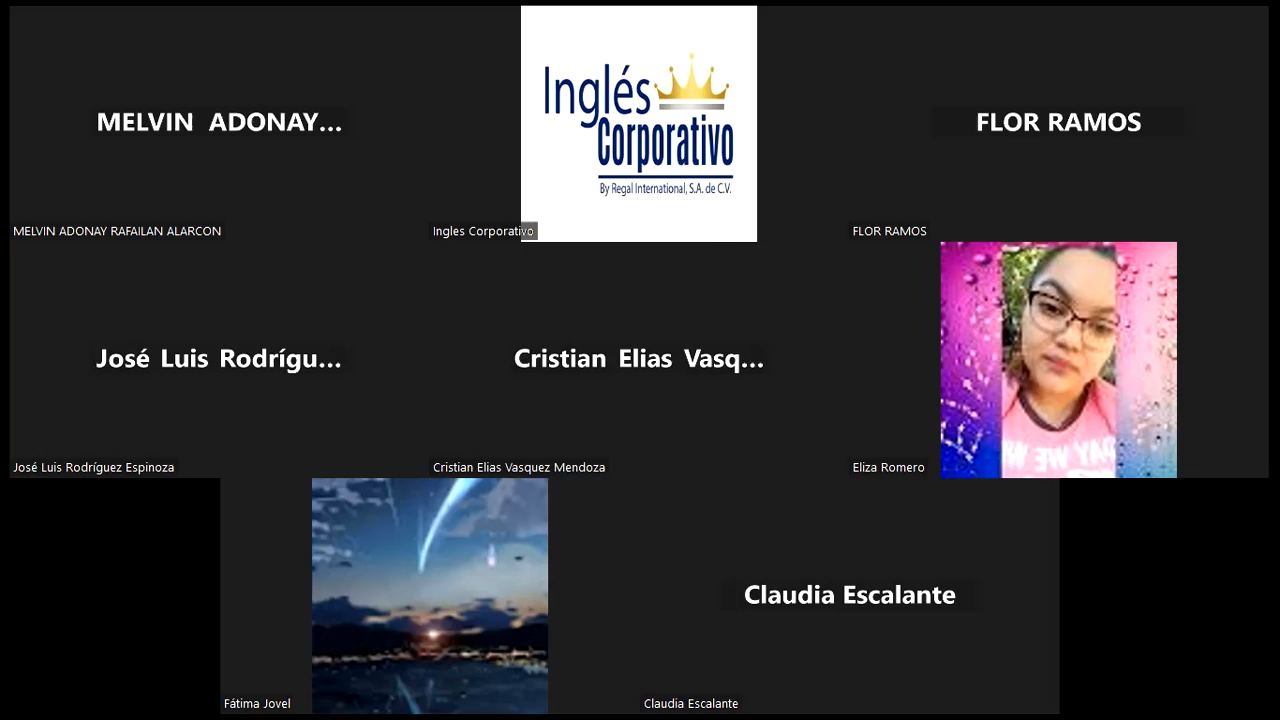 MELVIN ADONAY...
MELVIN ADONAY RAFAILAN ALARCON
Inglés
Corporativo
By Regal International, S.A. de C.V.
Ingles Corporativo
FLOR RAMOS
FLOR RAMOS
José Luis Rodrígu...
José Luis Rodríguez Espinoza
Cristian Elias Vasq...
Cristian Elias Vasquez Mendoza
Eliza Romero
Fátima Jovel
Claudia Escalante
Claudia Escalante